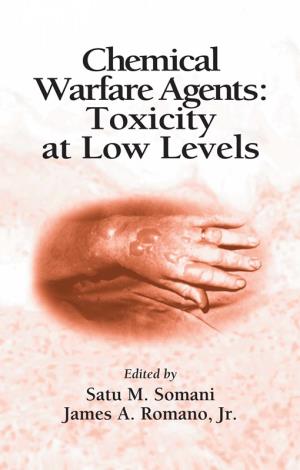 Chemical
Warfare Agents:
Toxicity
at Low Levels
Edited by
Satu M. Somani
James A. Romano, Jr.